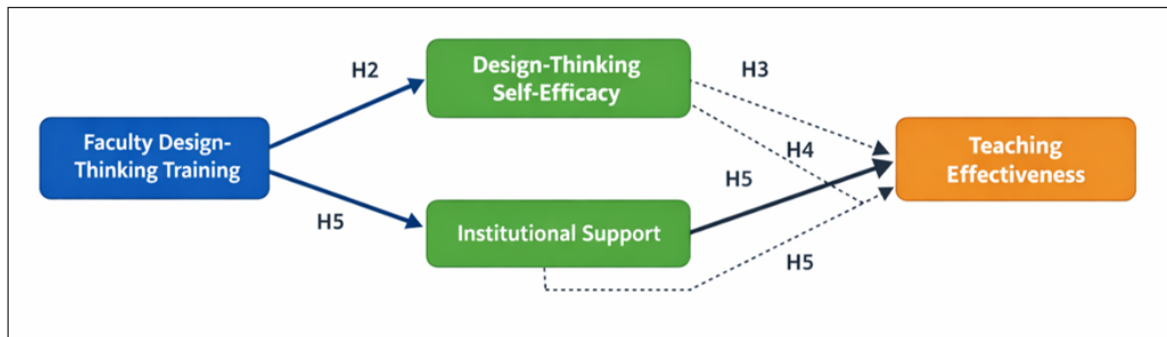 H2
Design-Thinking
Self-Efficacy
H3
Faculty Design-
Thinking Training
H4
Teaching
Effectiveness
H5
H5
Institutional Support
H5